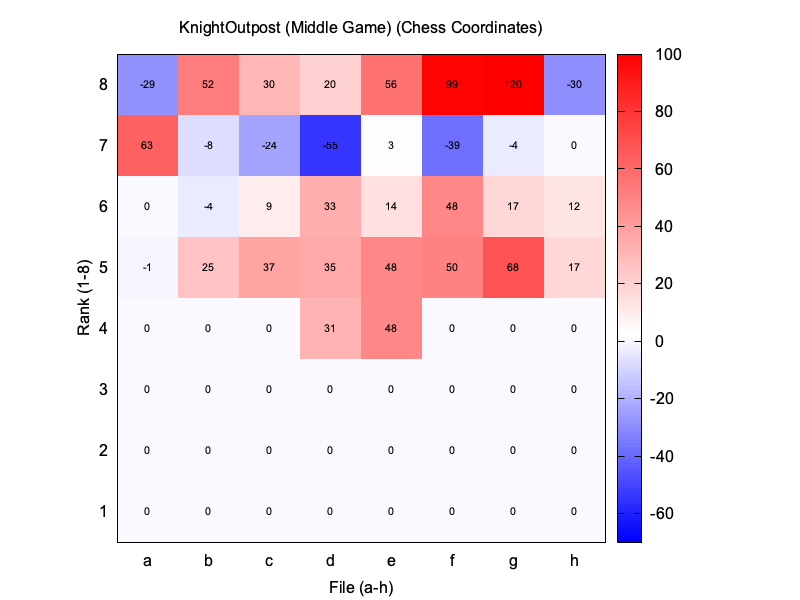 KnightOutpost (Middle Game) (Chess Coordinates)
8 -29 52 30 20 56 99 120 -30
7 63 -8 -24 -55 3 -39 -4 0
6 0 -4 9 33 14 48 17 12
5 -1 25 37 35 48 50 68 17
4 0 0 0 31 48 0 0 0
3 0 0 0 0 0 0 0 0
2 0 0 0 0 0 0 0 0
1 0 0 0 0 0 0 0 0
a b c d e f g h
File (a-h)
Rank (1-8)
100
80
60
40
20
0
-20
-40
-60